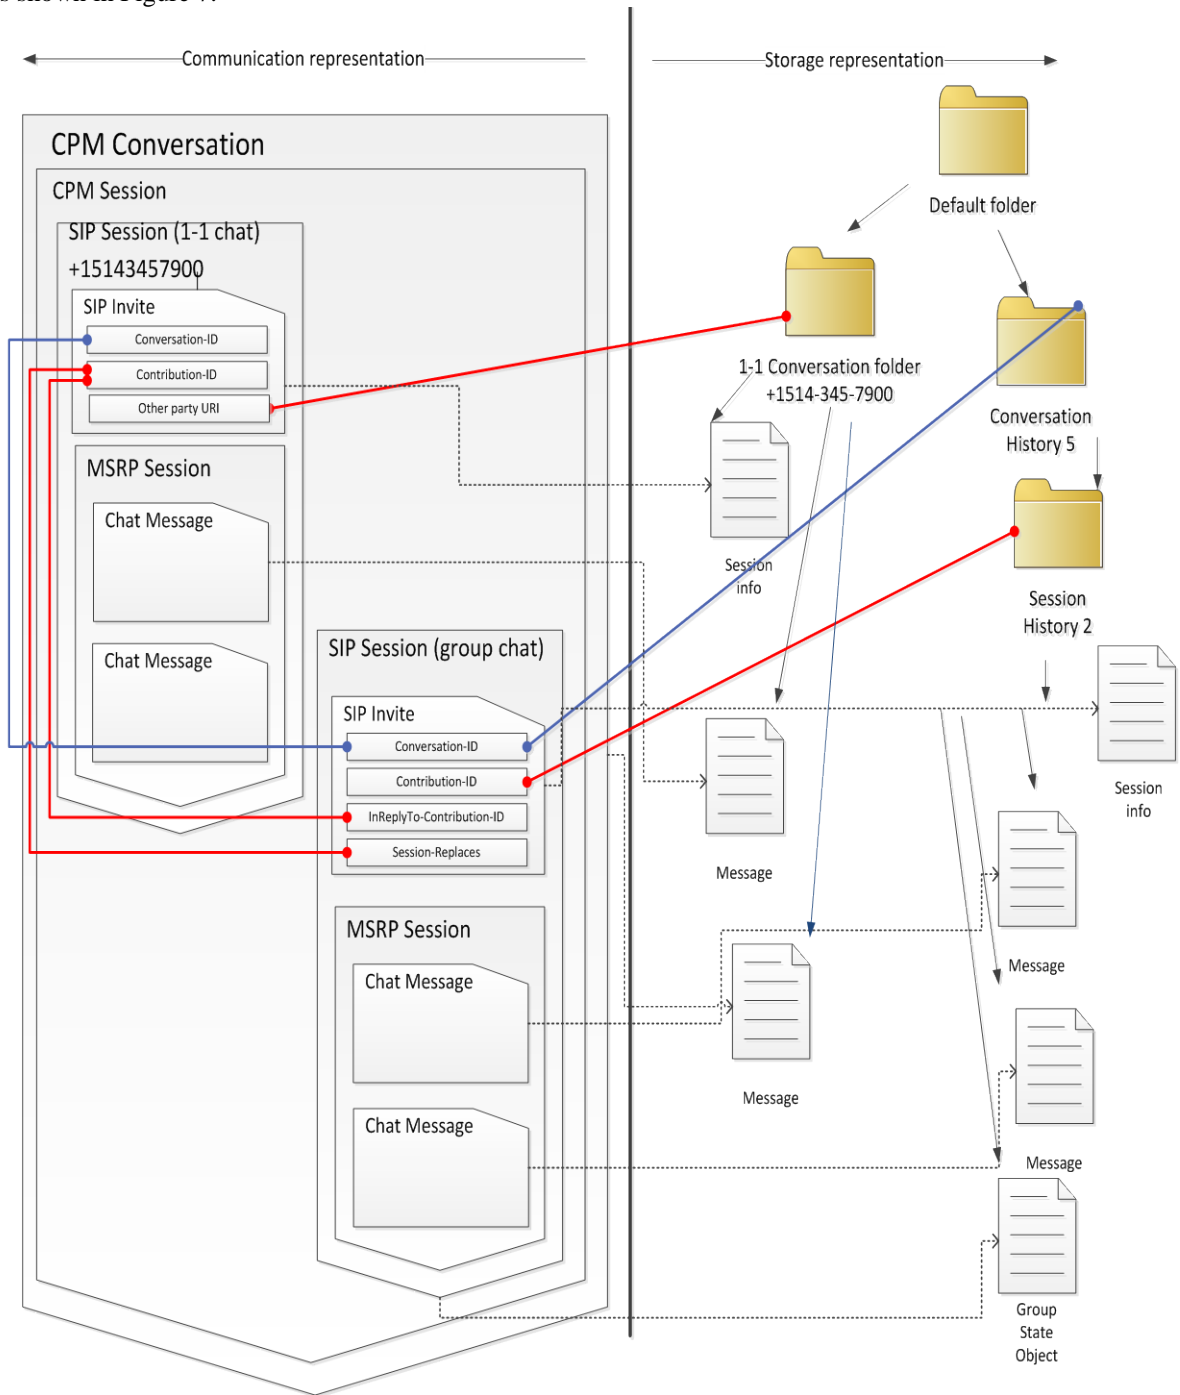 s shown in Figure 7.
Communication representation
Storage representation
CPM Conversation
CPM Session
SIP Session (1-1 chat)
+15143457900
SIP Invite
Conversation-ID
Contribution-ID
Other party URI
MSRP Session
Chat Message
Chat Message
SIP Session (group chat)
SIP Invite
Conversation-ID
Contribution-ID
InReplyTo-Contribution-ID
Session-Replaces
MSRP Session
Chat Message
Chat Message
Default folder
1-1 Conversation folder
+1514-345-7900
Conversation
History 5
Session
info
Session
History 2
Session
info
Message
Message
Message
Message
Group
State
Object